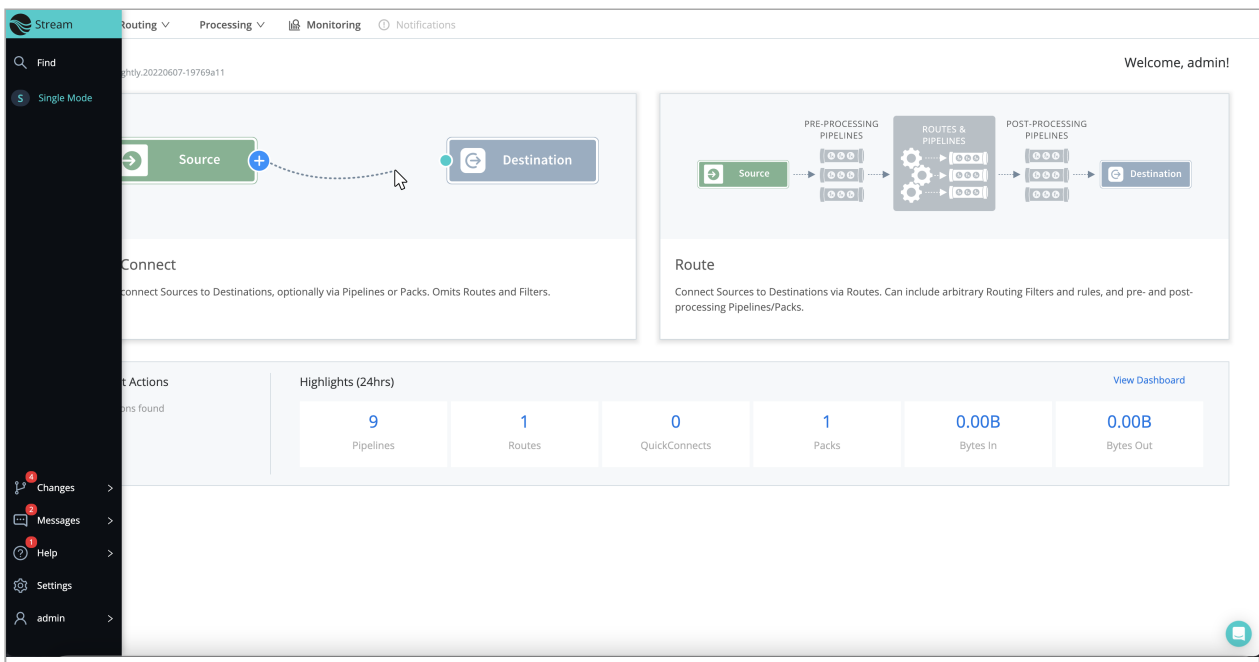 Stream
Routing
Processing
Monitoring
Notifications
Find
S Single Mode
ghtly.20220607-19769a11
Welcome, admin!
Source
Destination
PRE-PROCESSING
PIPELINES
ROUTES &
PIPELINES
POST-PROCESSING
PIPELINES
Source
Destination
Connect
connect Sources to Destinations, optionally via Pipelines or Packs. Omits Routes and Filters.
Route
Connect Sources to Destinations via Routes. Can include arbitrary Routing Filters and rules, and pre- and post-
processing Pipelines/Packs.
t Actions
ons found
Highlights (24hrs)
View Dashboard
9
Pipelines
1
Routes
0
QuickConnects
1
Packs
0.00B
Bytes In
0.00B
Bytes Out
4
Changes
2
Messages
1
Help
Settings
admin